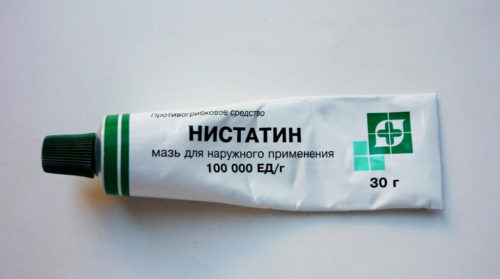 Противогрибковое средство
НИСТАТИН
мазь для наружного применения
100 000 ЕД/г
30 г